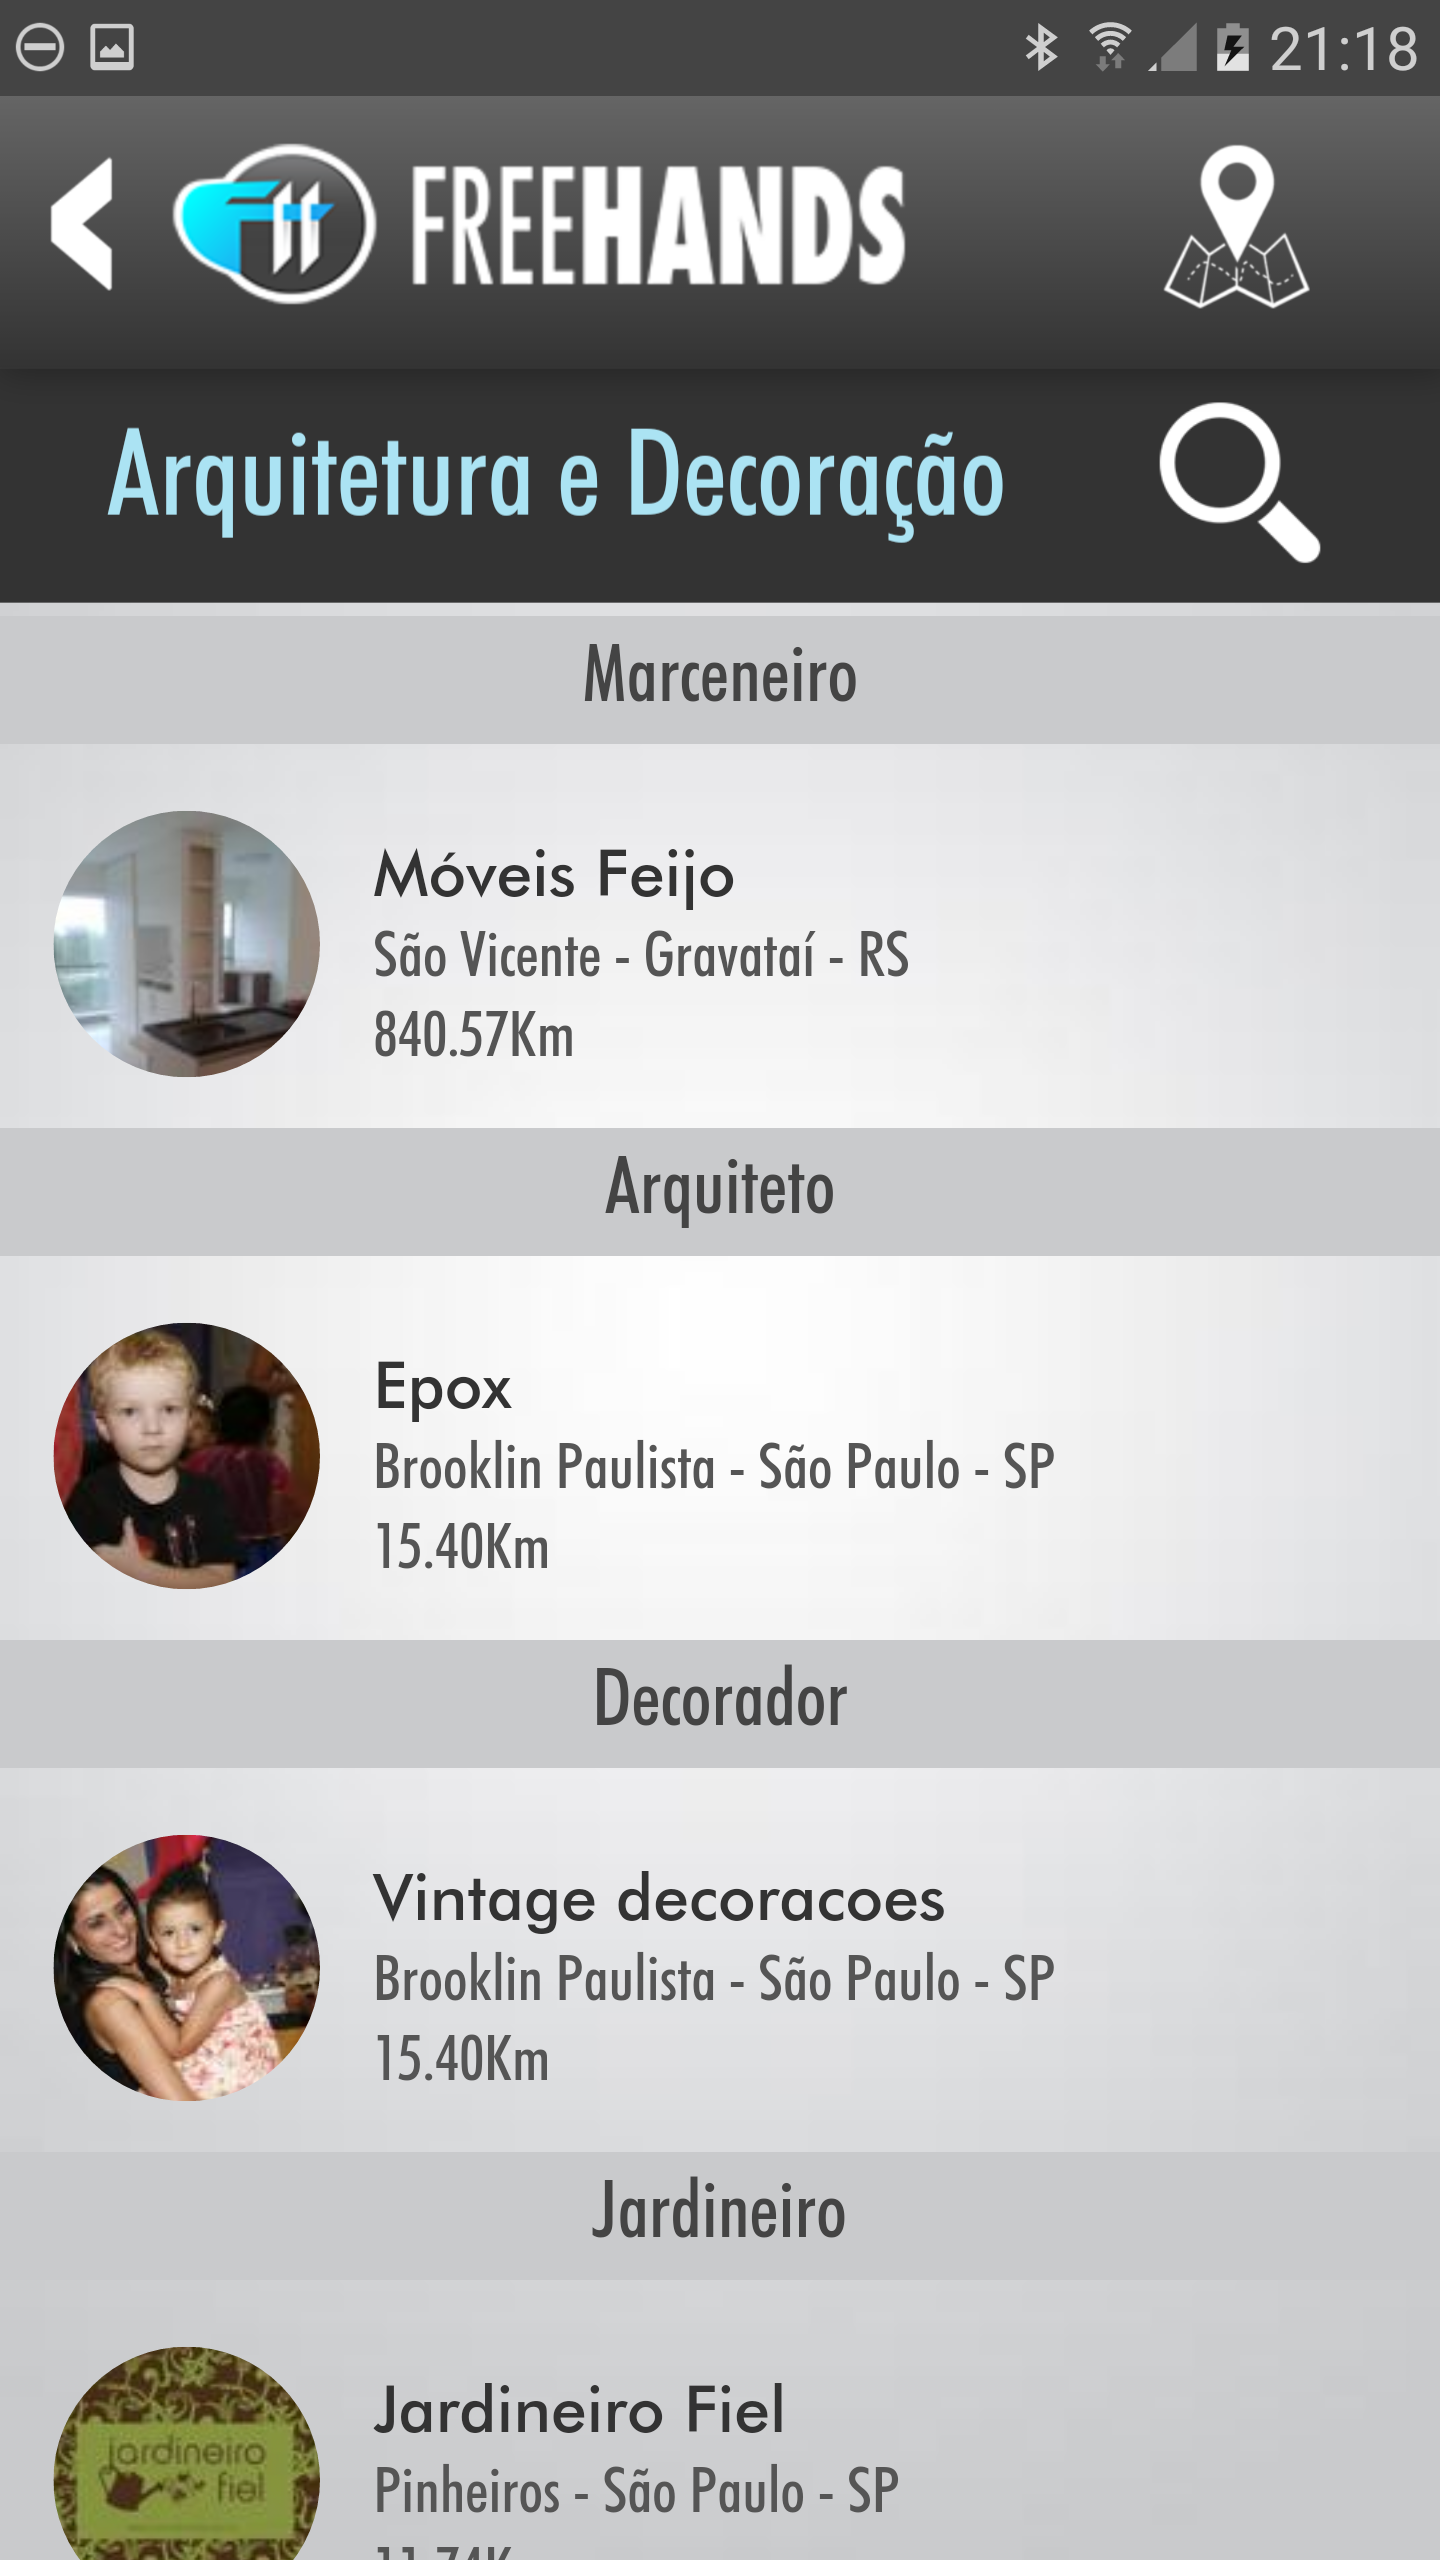 21:18
FREEHANDS
Arquitetura e Decoração
Marceneiro
Móveis Feijo
São Vicente - Gravataí - RS
840.57Km
Arquiteto
Epox
Brooklin Paulista - São Paulo - SP
15.40Km
Decorador
Vintage decoracoes
Brooklin Paulista - São Paulo - SP
15.40Km
Jardineiro
Jardineiro Fiel
jardineiro
fiel
Pinheiros - São Paulo - SP